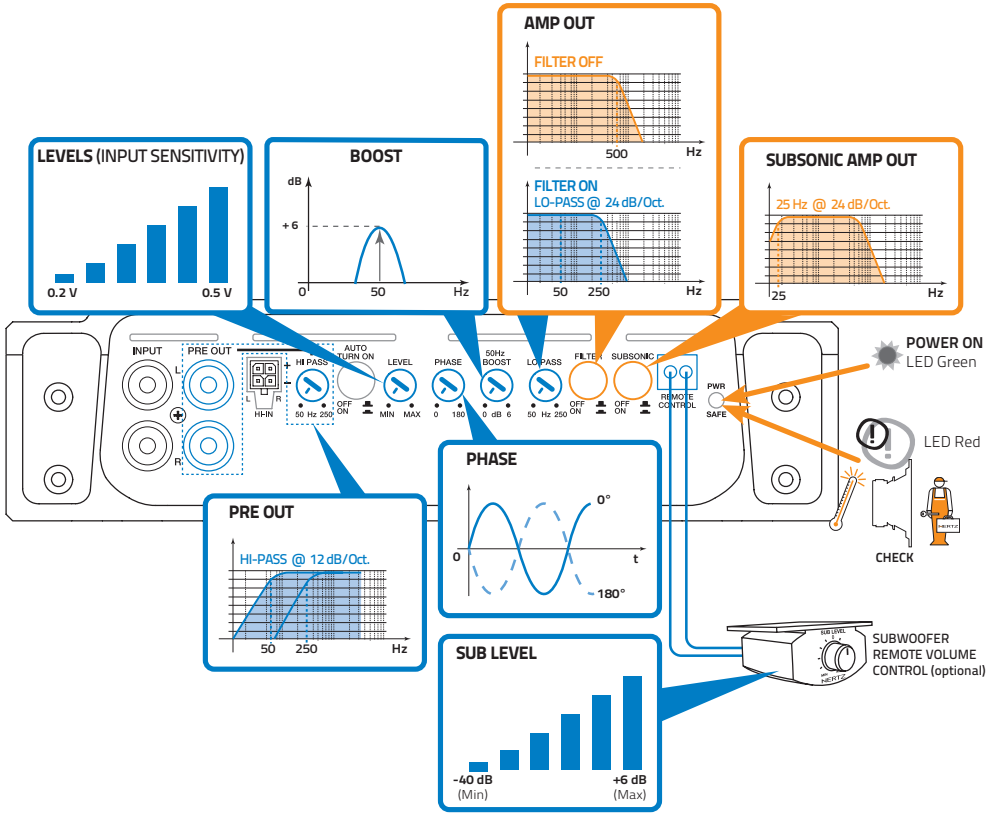 AMP OUT
FILTER OFF
500 Hz
FILTER ON
LO-PASS @ 24 dB/Oct.
50 250 Hz
LEVELS (INPUT SENSITIVITY)
0.2 V 0.5 V
BOOST
dB
+6
0 50 Hz
SUBSONIC AMP OUT
25 Hz @ 24 dB/Oct.
25 Hz
INPUT
PRE OUT
L
R
+
–
L R
HI-IN
HI PASS
50 Hz 250
AUTO
TURN ON
OFF
ON
LEVEL
MIN MAX
PHASE
0 180
50Hz
BOOST
0 dB 6
LO PASS
50 Hz 250
FILTER
OFF
ON
SUBSONIC
OFF
ON
REMOTE
CONTROL
PWR
SAFE
POWER ON
LED Green
LED Red
HERTZ
CHECK
PRE OUT
HI-PASS @ 12 dB/Oct.
50 250 Hz
PHASE
0°
0 t
180°
SUB LEVEL
-40 dB +6 dB
(Min) (Max)
SUB LEVEL
MIN
HERTZ
SUBWOOFER
REMOTE VOLUME
CONTROL (optional)